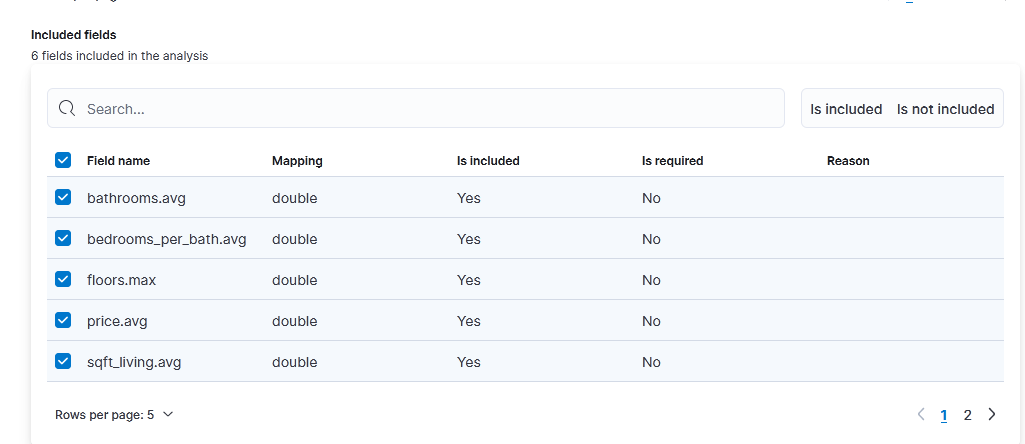 Included fields
6 fields included in the analysis
Search... Is included Is not included
Field name Mapping Is included Is required Reason
bathrooms.avg double Yes No
bedrooms_per_bath.avg double Yes No
floors.max double Yes No
price.avg double Yes No
sqft_living.avg double Yes No
Rows per page: 5 1 2